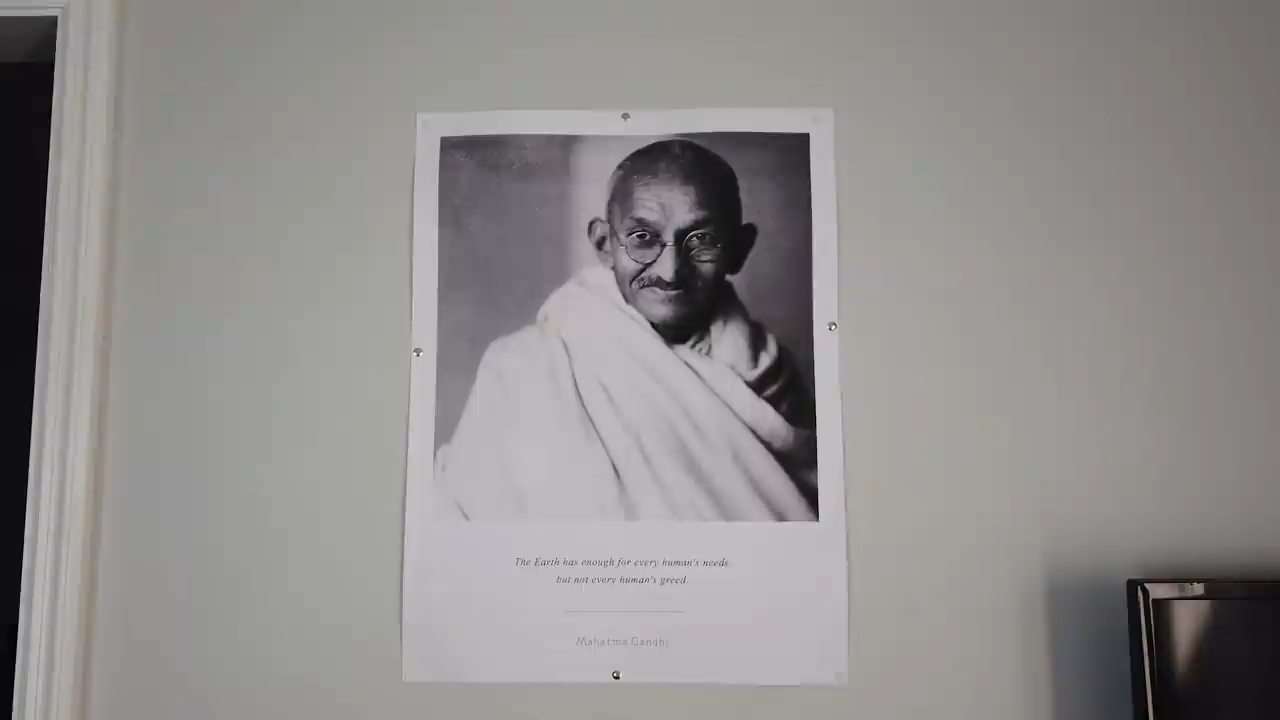 The Earth has enough for every human's needs,
but not every human's greed.
Mahatma Gandhi